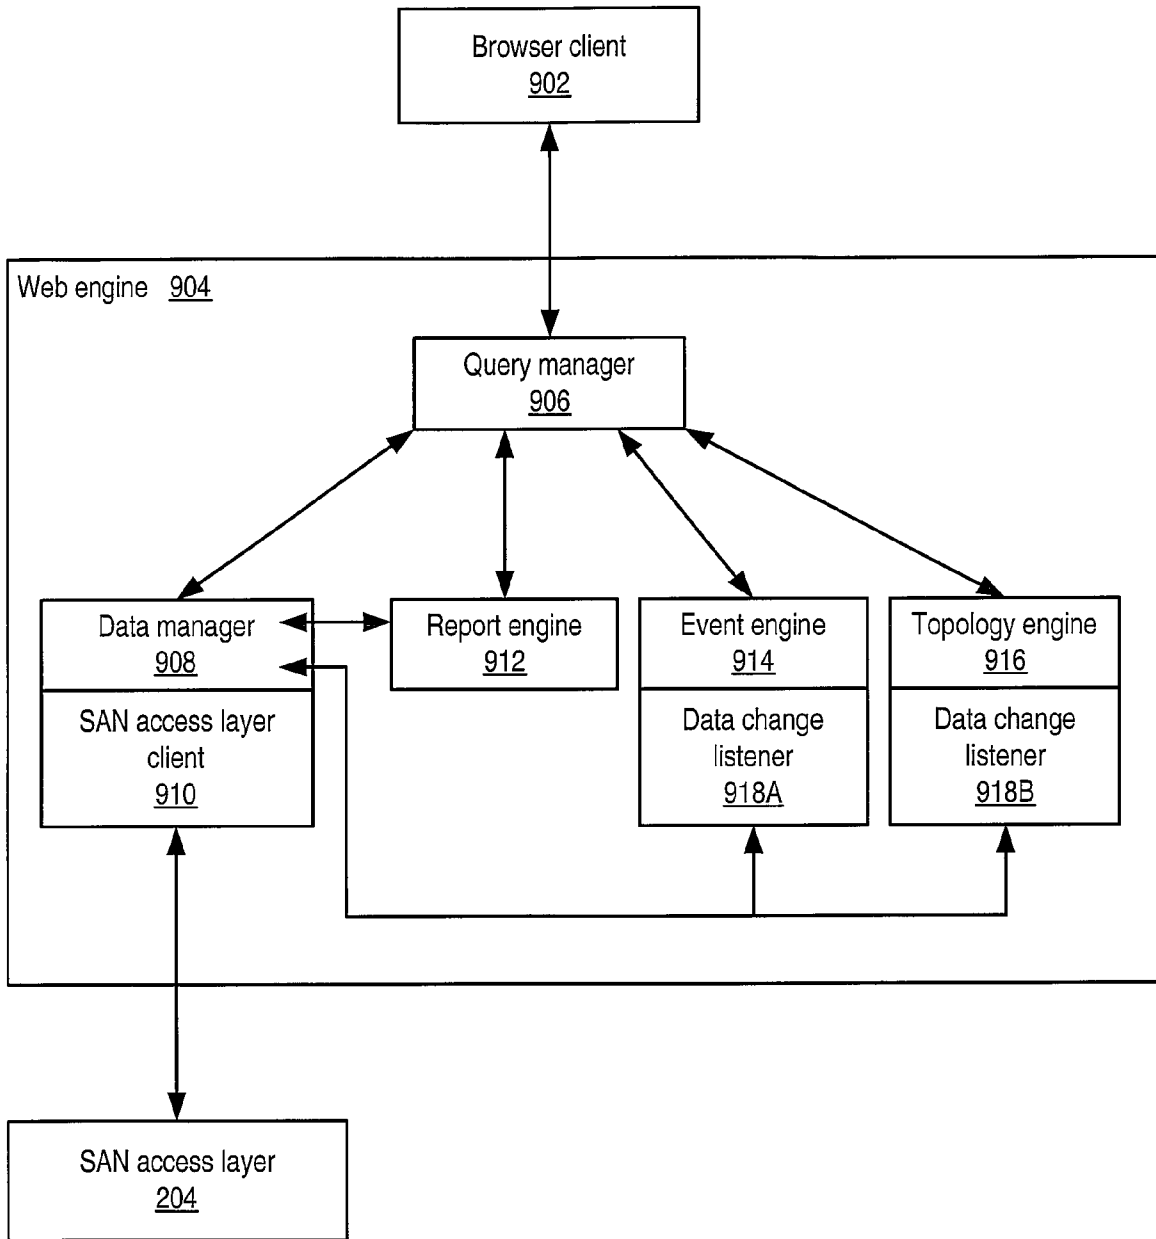 Browser client
902
Web engine 904
Query manager
906
Data manager
908
SAN access layer
client
910
Report engine
912
Event engine
914
Data change
listener
918A
Topology engine
916
Data change
listener
918B
SAN access layer
204